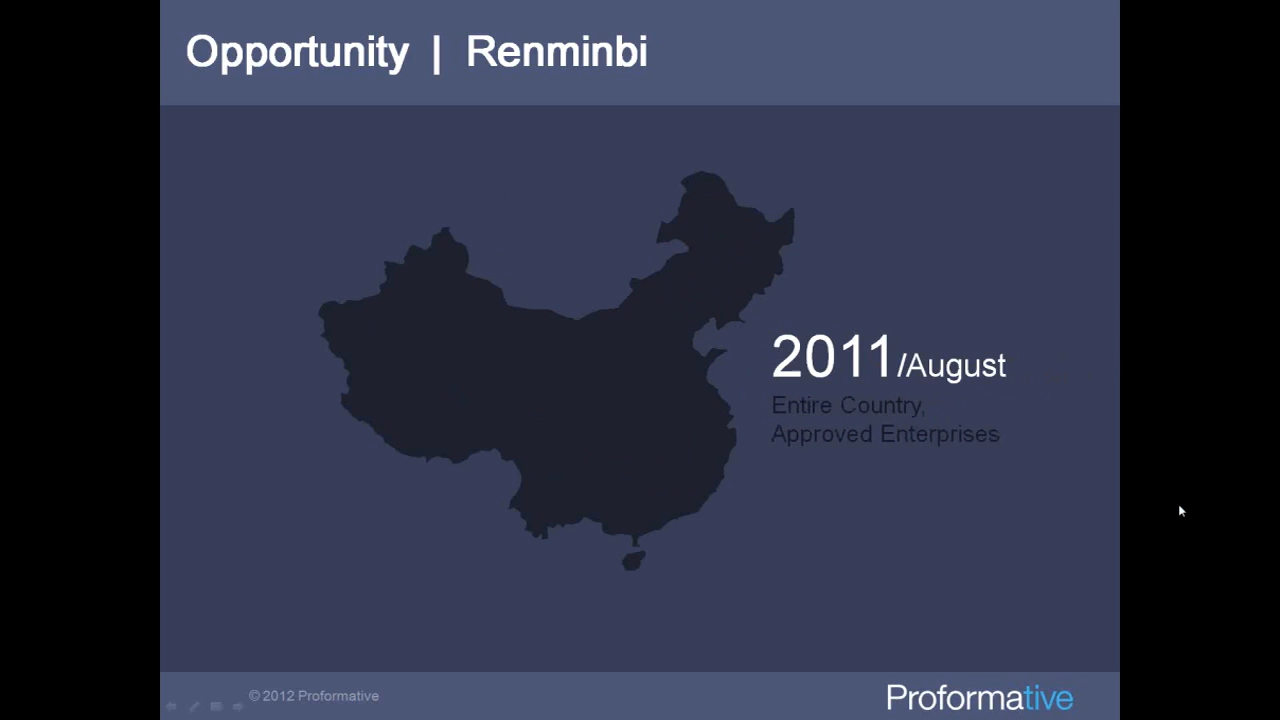 Opportunity | Renminbi
2011/August
Entire Country,
Approved Enterprises
© 2012 Proformative
Proformative